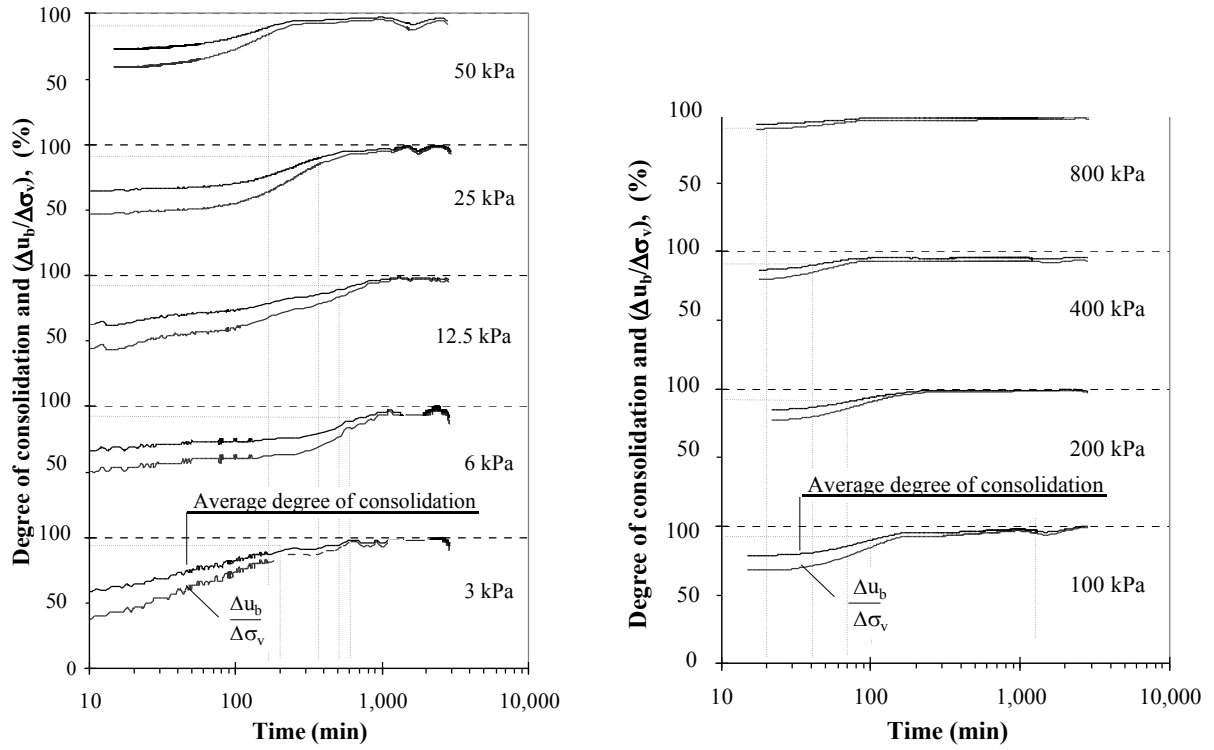 Degree of consolidation and (Δu_b/Δσ_v), (%)
100
50
50 kPa
100
50
25 kPa
100
50
12.5 kPa
100
50
6 kPa
Average degree of consolidation
100
50
3 kPa
Δu_b
Δσ_v
0
10
100
1,000
10,000
Time (min)
Degree of consolidation and (Δu_b/Δσ_v), (%)
100
50
800 kPa
100
50
400 kPa
100
50
200 kPa
Average degree of consolidation
100
50
100 kPa
Δu_b
Δσ_v
0
10
100
1,000
10,000
Time (min)